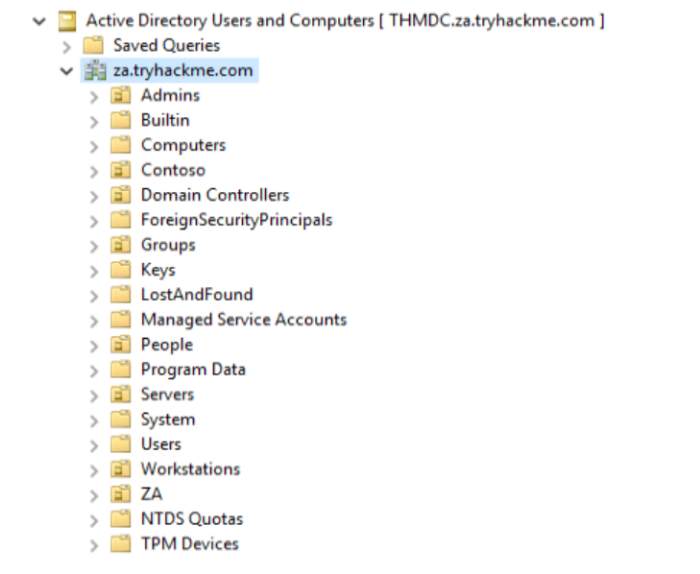 Active Directory Users and Computers [ THMDC.za.tryhackme.com ]
Saved Queries
za.tryhackme.com
Admins
Builtin
Computers
Contoso
Domain Controllers
ForeignSecurityPrincipals
Groups
Keys
LostAndFound
Managed Service Accounts
People
Program Data
Servers
System
Users
Workstations
ZA
NTDS Quotas
TPM Devices